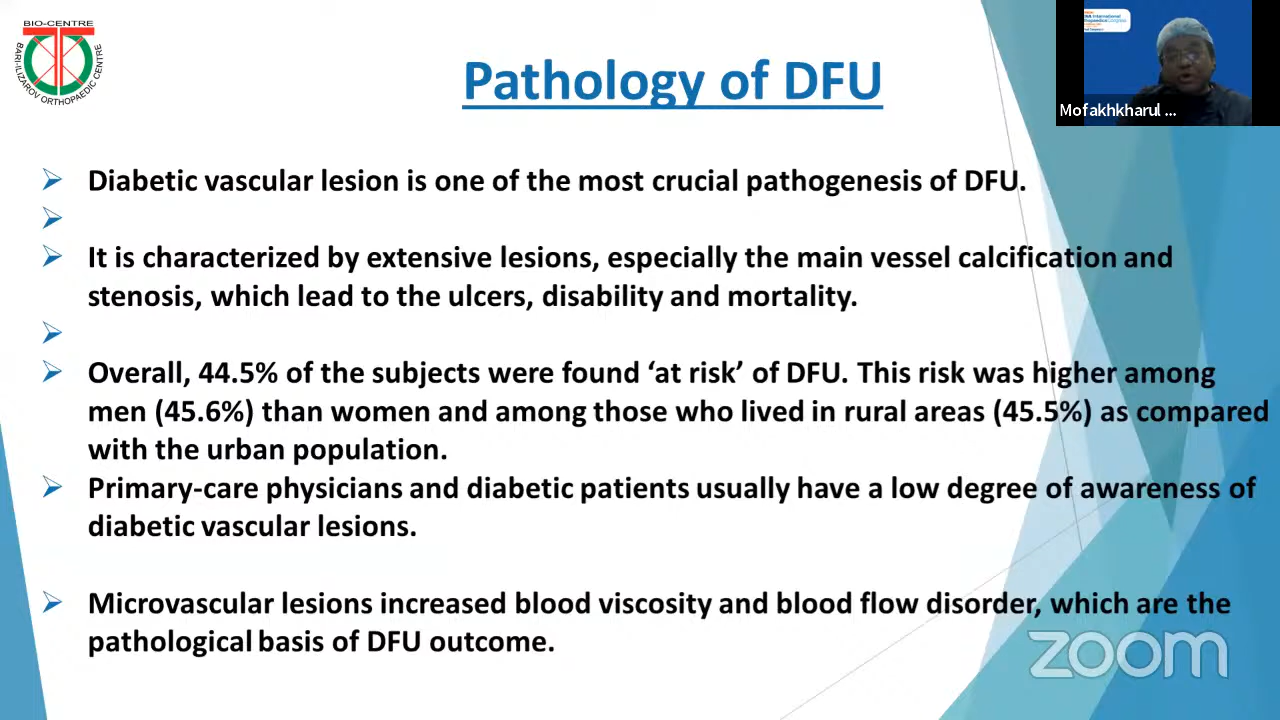 BIO-CENTRE
BARI-ILIZAROV ORTHOPAEDIC CENTRE
Pathology of DFU
Mofakhkharul ...
Diabetic vascular lesion is one of the most crucial pathogenesis of DFU.
It is characterized by extensive lesions, especially the main vessel calcification and
stenosis, which lead to the ulcers, disability and mortality.
Overall, 44.5% of the subjects were found ‘at risk’ of DFU. This risk was higher among
men (45.6%) than women and among those who lived in rural areas (45.5%) as compared
with the urban population.
Primary-care physicians and diabetic patients usually have a low degree of awareness of
diabetic vascular lesions.
Microvascular lesions increased blood viscosity and blood flow disorder, which are the
pathological basis of DFU outcome.
zoom